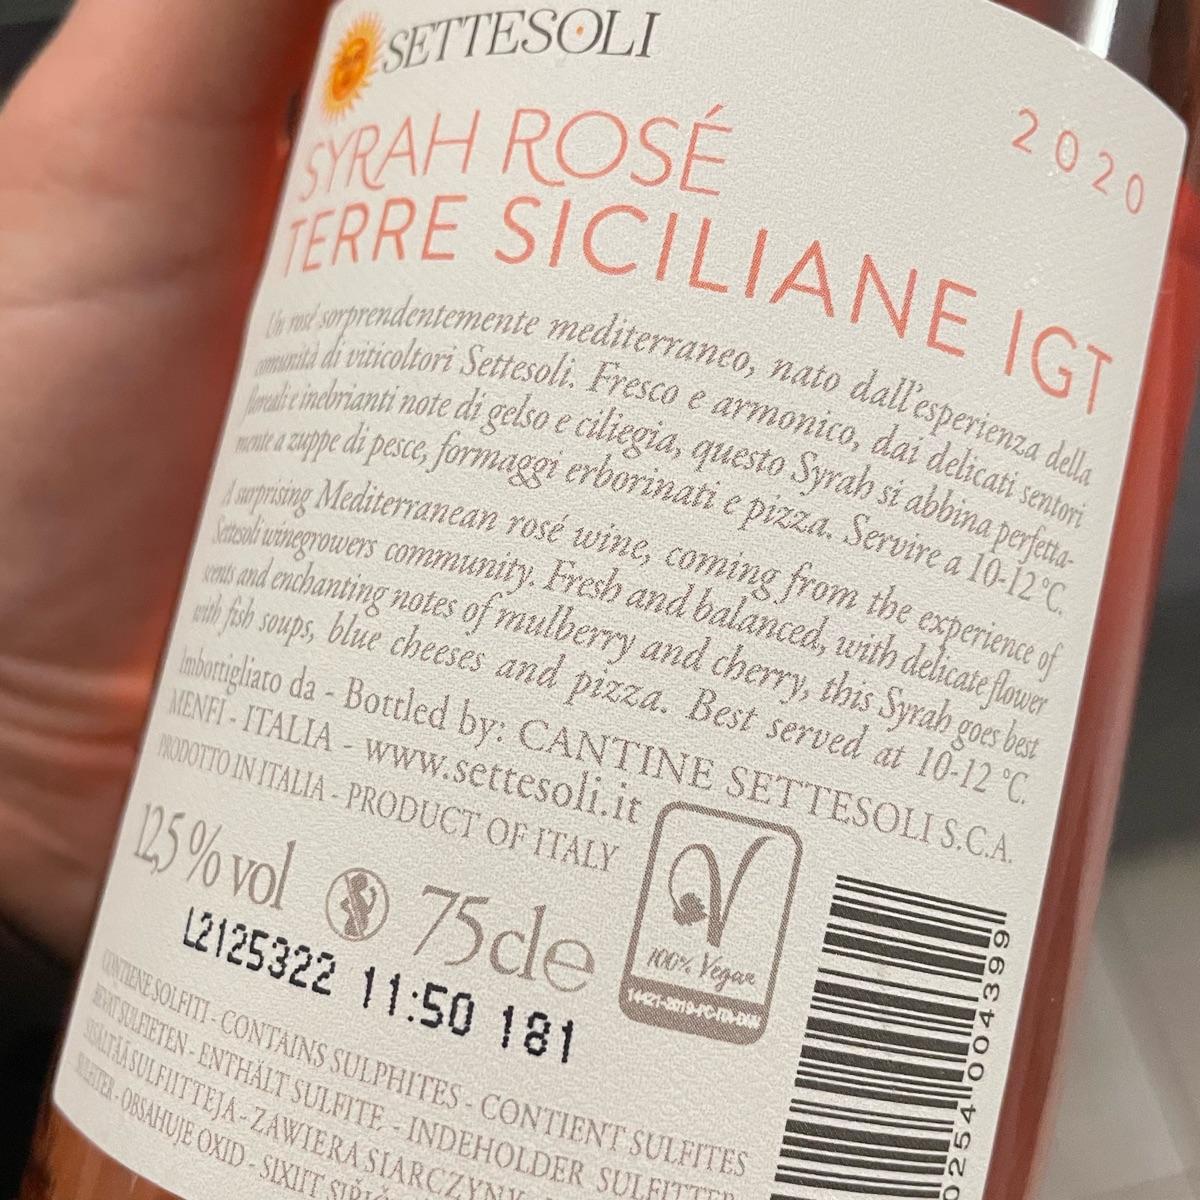 SETTESOLI
2020
SYRAH ROSÉ
TERRE SICILIANE IGT
Un rosé sorprendentemente mediterraneo, nato dall'esperienza della
comunità di viticoltori Settesoli. Fresco e armonico, dai delicati sentori
floreali e inebrianti note di gelso e ciliegia, questo Syrah si abbina perfetta-
mente a zuppe di pesce, formaggi erborinati e pizza. Servire a 10-12 °C.
A surprising Mediterranean rosé wine, coming from the experience of
Settesoli winegrowers community. Fresh and balanced, with delicate flower
scents and enchanting notes of mulberry and cherry, this Syrah goes best
with fish soups, blue cheeses and pizza. Best served at 10-12 °C.
Imbottigliato da - Bottled by: CANTINE SETTESOLI S.C.A.
MENFI - ITALIA - www.settesoli.it
PRODOTTO IN ITALIA - PRODUCT OF ITALY
12,5 % vol
75cl e
100% Vegan
L2125322 11:50 181
CONTIENE SOLFITI - CONTAINS SULPHITES - CONTIENT SULFITES
BEVAT SULFIETEN - ENTHÄLT SULFITE - INDEHOLDER SULFITTER
SISÄLTÄÄ SULFIITTEJA - ZAWIERA SIARCZYNY
- OBSAHUJE OXID - SIXIIT
0254 004399